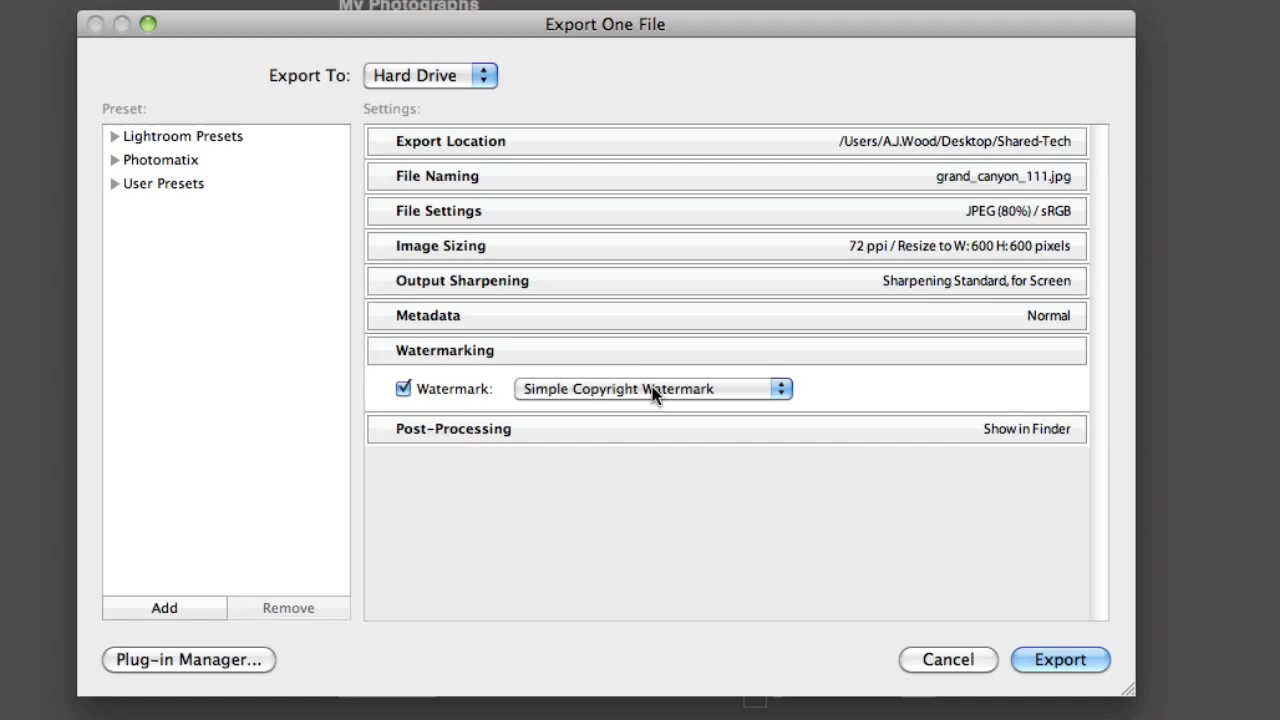 My Photographs
Export One File
Export To: Hard Drive
Preset:
Settings:
Lightroom Presets
Photomatix
User Presets
Export Location /Users/A.J.Wood/Desktop/Shared-Tech
File Naming grand_canyon_111.jpg
File Settings JPEG (80%) / sRGB
Image Sizing 72 ppi / Resize to W: 600 H: 600 pixels
Output Sharpening Sharpening Standard, for Screen
Metadata Normal
Watermarking
Watermark: Simple Copyright Watermark
Post-Processing Show in Finder
Add Remove
Plug-in Manager... Cancel Export